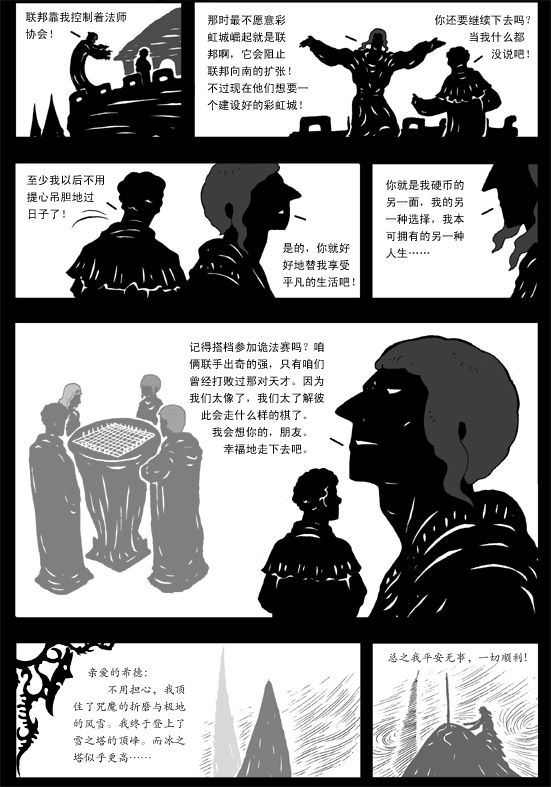 联邦靠我控制着法师
协会！
那时最不愿意彩
虹城崛起就是联
邦啊，它会阻止
联邦向南的扩张！
不过现在他们想要一
个建设好的彩虹城！
你还要继续下去吗？
当我什么都
没说吧！
至少我以后不用
提心吊胆地过
日子了！
是的，你就好
好地替我享受
平凡的生活吧！
你就是我硬币的
另一面，我的另
一种选择，我本
可拥有的另一种
人生……
记得搭档参加诡法赛吗？咱
俩联手出奇的强，只有咱们
曾经打败过那对天才。因为
我们太像了，我们太了解彼
此会走什么样的棋了。
我会想你的，朋友。
幸福地走下去吧。
亲爱的希德：
不用担心，我顶
住了咒魔的折磨与极地
的风雪。我终于登上了
雪之塔的顶峰。而冰之
塔似乎更高……
总之我平安无事，一切顺利！